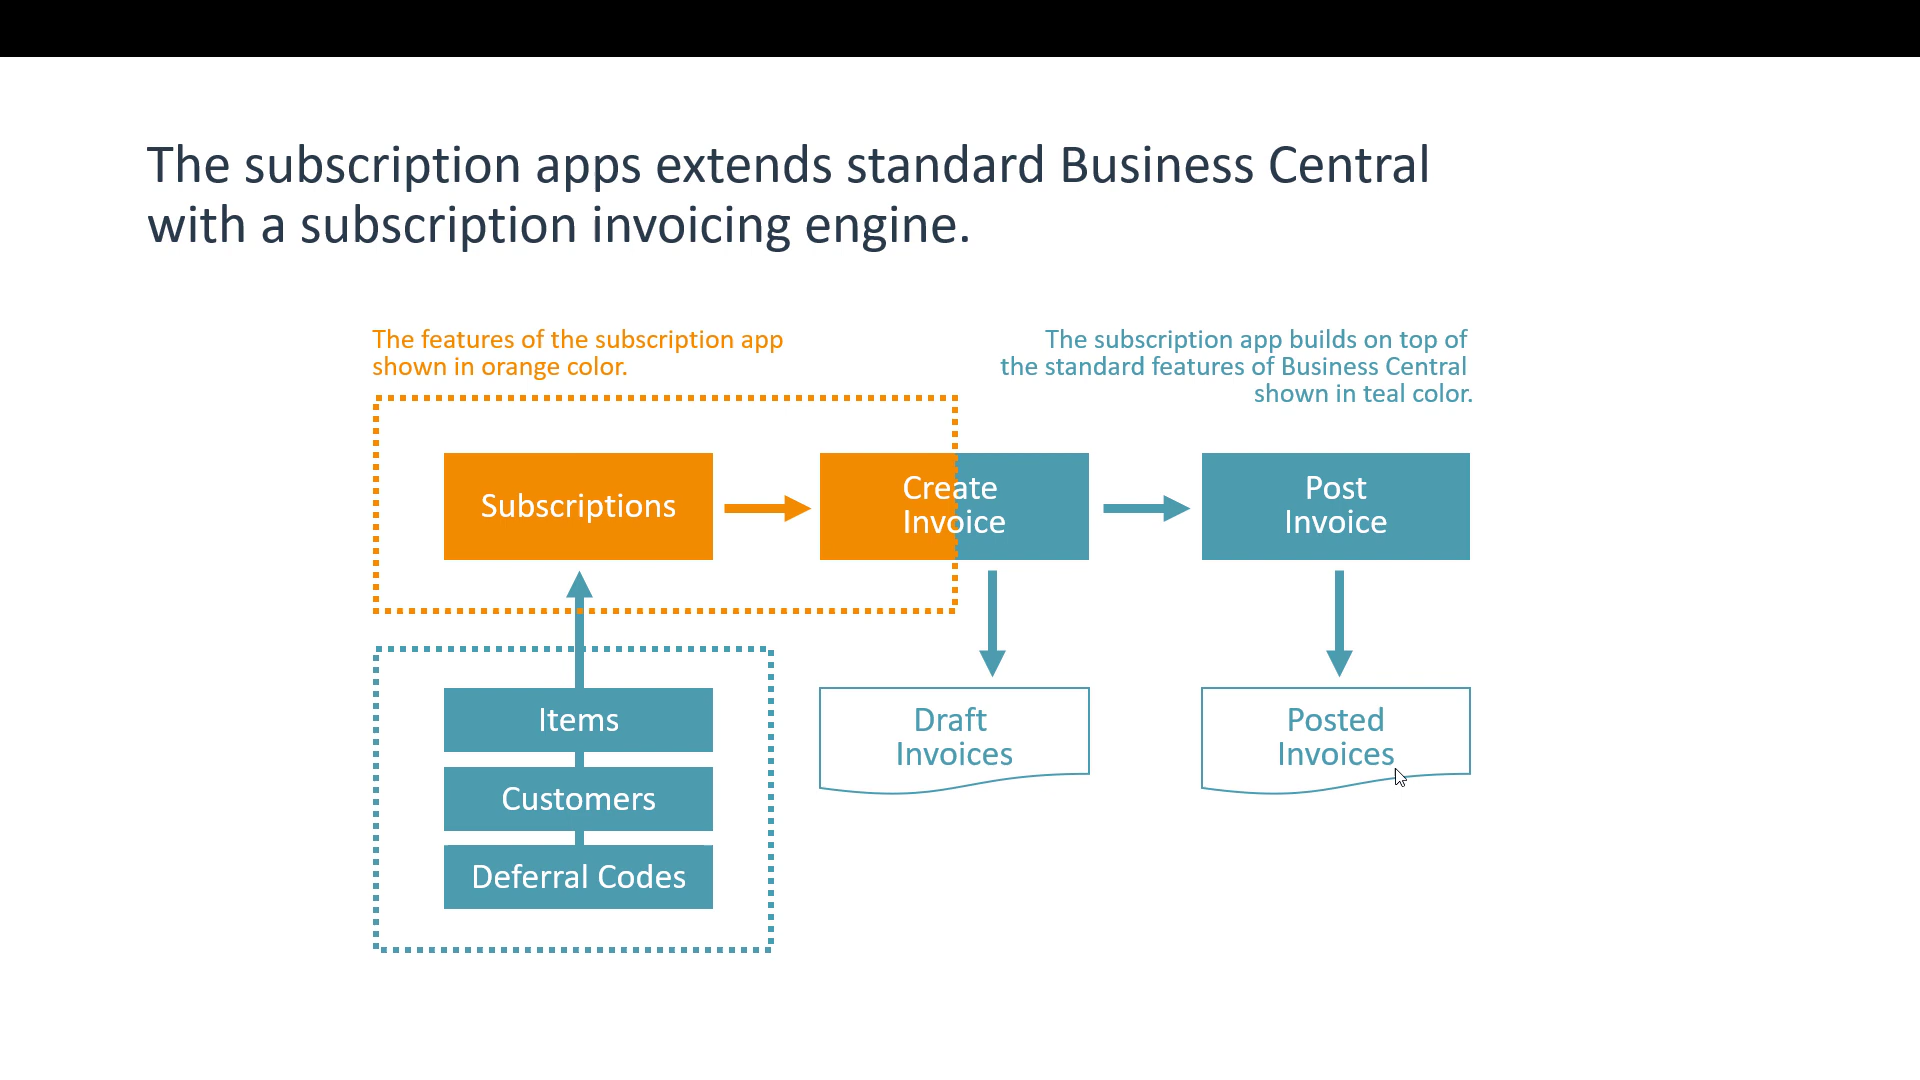 The subscription apps extends standard Business Central
with a subscription invoicing engine.
The features of the subscription app
shown in orange color.
The subscription app builds on top of
the standard features of Business Central
shown in teal color.
Subscriptions
Create
Invoice
Post
Invoice
Items
Customers
Deferral Codes
Draft
Invoices
Posted
Invoices